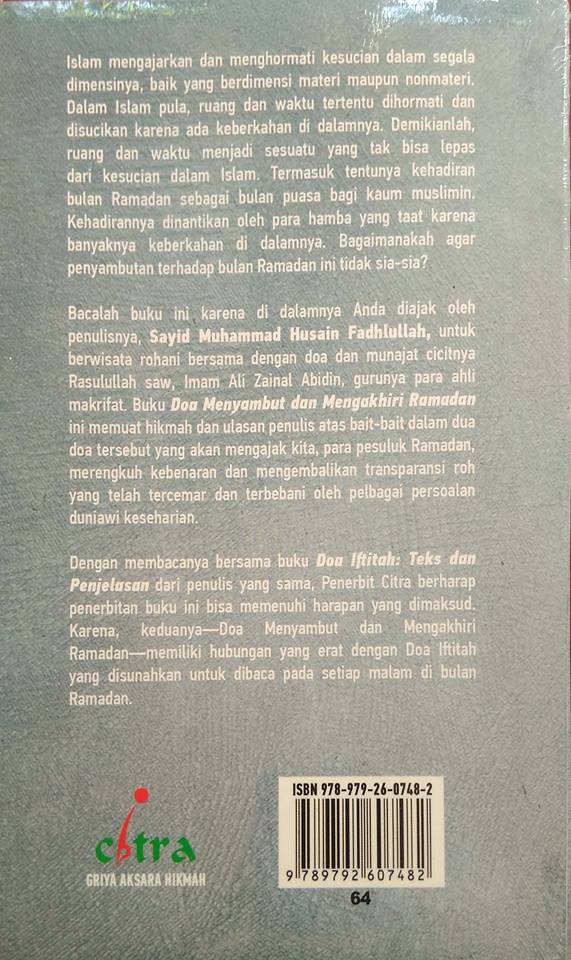 Islam mengajarkan dan menghormati kesucian dalam segala
dimensinya, baik yang berdimensi materi maupun nonmateri.
Dalam Islam pula, ruang dan waktu tertentu dihormati dan
disucikan karena ada keberkahan di dalamnya. Demikianlah,
ruang dan waktu menjadi sesuatu yang tak bisa lepas
dari kesucian dalam Islam. Termasuk tentunya kehadiran
bulan Ramadan sebagai bulan puasa bagi kaum muslimin.
Kehadirannya dinantikan oleh para hamba yang taat karena
banyaknya keberkahan di dalamnya. Bagaimanakah agar
penyambutan terhadap bulan Ramadan ini tidak sia-sia?
Bacalah buku ini karena di dalamnya Anda diajak oleh
penulisnya, Sayid Muhammad Husain Fadhlullah, untuk
berwisata rohani bersama dengan doa dan munajat cicitnya
Rasulullah saw, Imam Ali Zainal Abidin, gurunya para ahli
makrifat. Buku Doa Menyambut dan Mengakhiri Ramadan
ini memuat hikmah dan ulasan penulis atas bait-bait dalam dua
doa tersebut yang akan mengajak kita, para pesuluk Ramadan,
merengkuh kebenaran dan mengembalikan transparansi roh
yang telah tercemar dan terbebani oleh pelbagai persoalan
duniawi keseharian.
Dengan membacanya bersama buku Doa Iftitah: Teks dan
Penjelasan dari penulis yang sama, Penerbit Citra berharap
penerbitan buku ini bisa memenuhi harapan yang dimaksud.
Karena, keduanya—Doa Menyambut dan Mengakhiri
Ramadan—memiliki hubungan yang erat dengan Doa Iftitah
yang disunahkan untuk dibaca pada setiap malam di bulan
Ramadan.
citra
GRIYA AKSARA HIKMAH
ISBN 978-979-26-0748-2
9 789792 607482
64